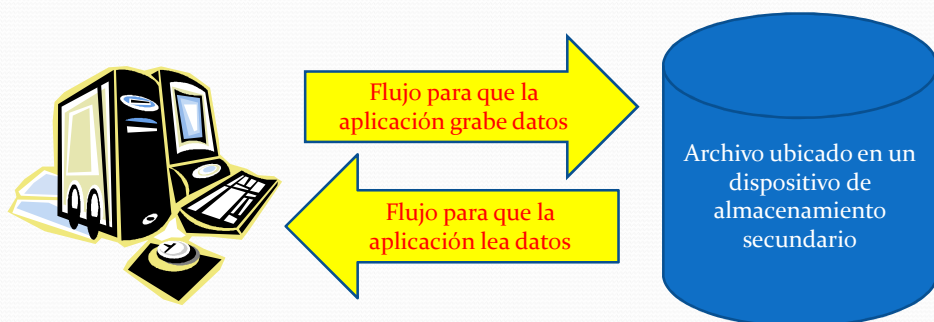 Flujo para que la
aplicación grabe datos
Flujo para que la
aplicación lea datos
Archivo ubicado en un
dispositivo de
almacenamiento
secundario